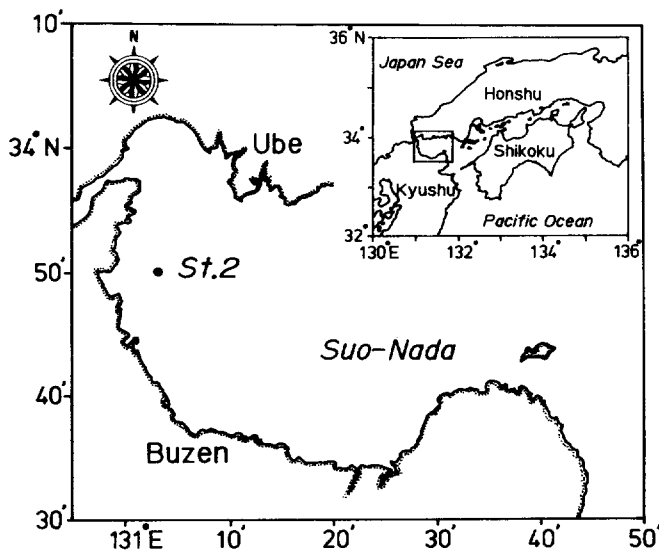 10'
N
36°N
Japan Sea
Honshu
34°N
Ube
34°
Shikoku
Kyushu
Pacific Ocean
32°
130°E 132° 134° 136°
50'
St.2
Suo-Nada
40'
Buzen
30'
131°E 10' 20' 30' 40' 50'